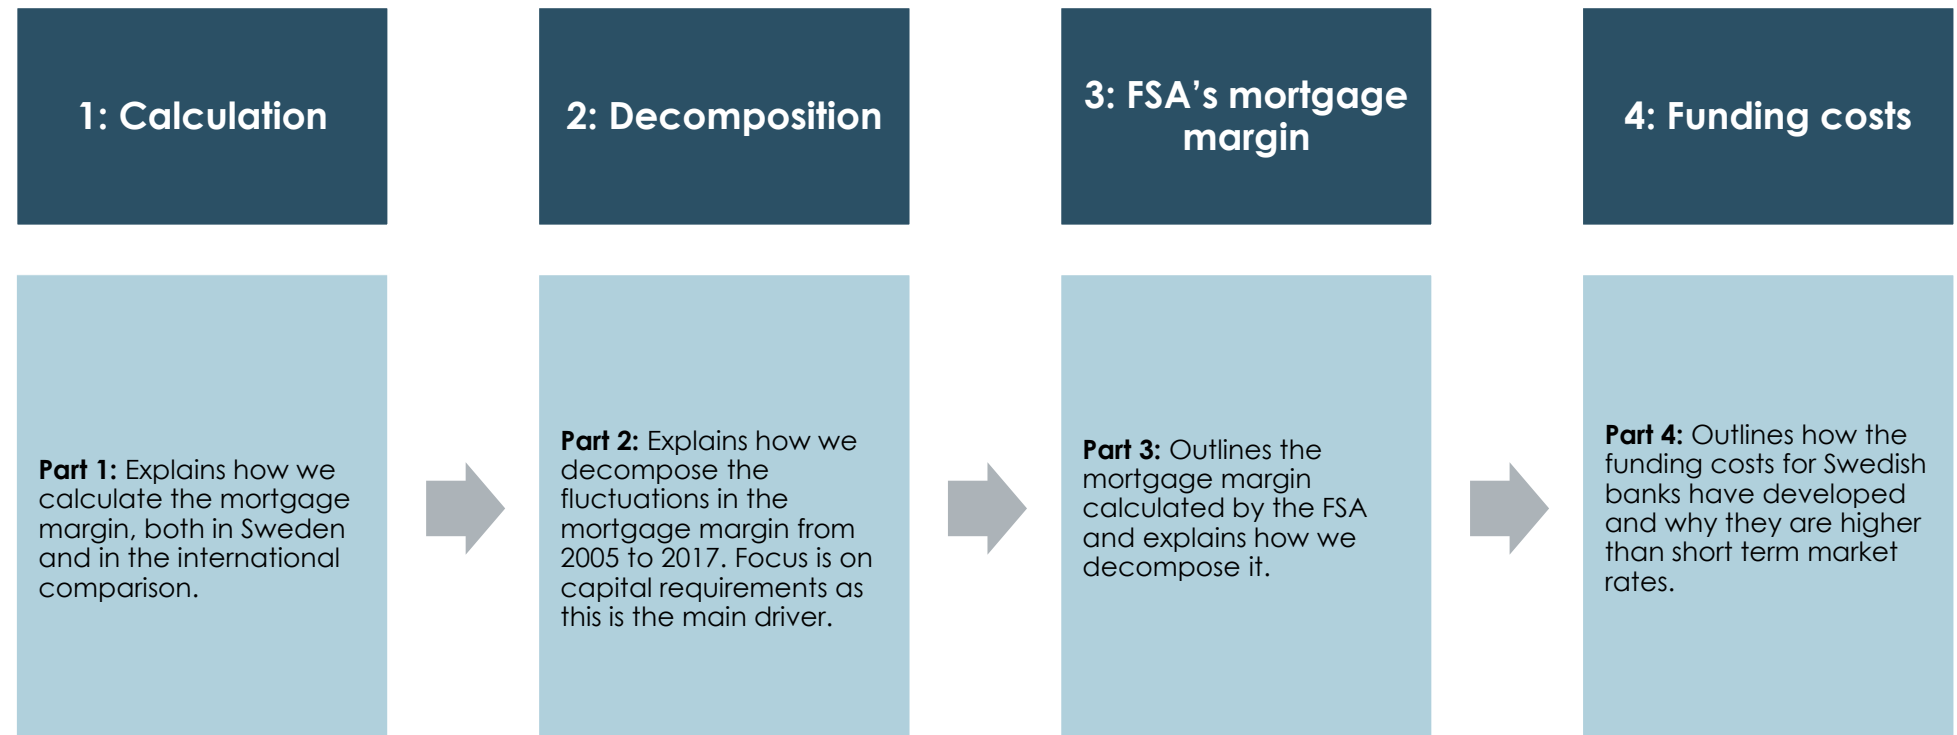 1: Calculation
2: Decomposition
3: FSA's mortgage
margin
4: Funding costs
Part 1: Explains how we
calculate the mortgage
margin, both in Sweden
and in the international
comparison.
Part 2: Explains how we
decompose the
fluctuations in the
mortgage margin from
2005 to 2017. Focus is on
capital requirements as
this is the main driver.
Part 3: Outlines the
mortgage margin
calculated by the FSA
and explains how we
decompose it.
Part 4: Outlines how the
funding costs for Swedish
banks have developed
and why they are higher
than short term market
rates.